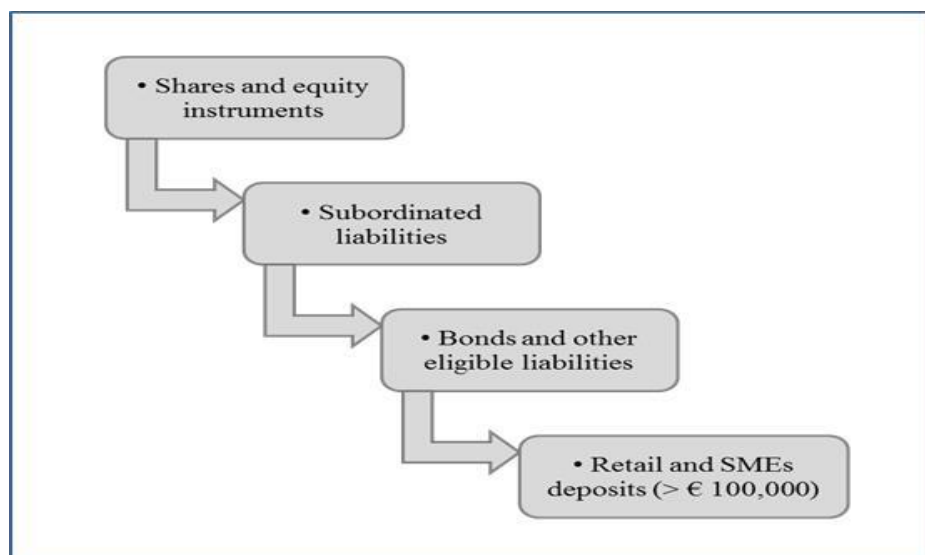 • Shares and equity
instruments
• Subordinated
liabilities
• Bonds and other
eligible liabilities
• Retail and SMEs
deposits (> € 100,000)